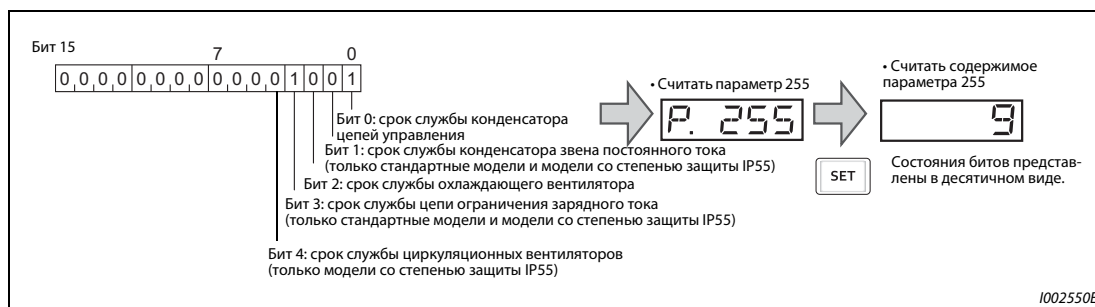 Бит 15
7
0
0 0 0 0 0 0 0 0 0 0 0 0 1 0 0 1
Бит 0: срок службы конденсатора
цепей управления
Бит 1: срок службы конденсатора звена постоянного тока
(только стандартные модели и модели со степенью защиты IP55)
Бит 2: срок службы охлаждающего вентилятора
Бит 3: срок службы цепи ограничения зарядного тока
(только стандартные модели и модели со степенью защиты IP55)
Бит 4: срок службы циркуляционных вентиляторов
(только модели со степенью защиты IP55)
• Считать параметр 255
P. 255
• Считать содержимое
параметра 255
9
SET
Состояния битов представ-
лены в десятичном виде.
I002550E